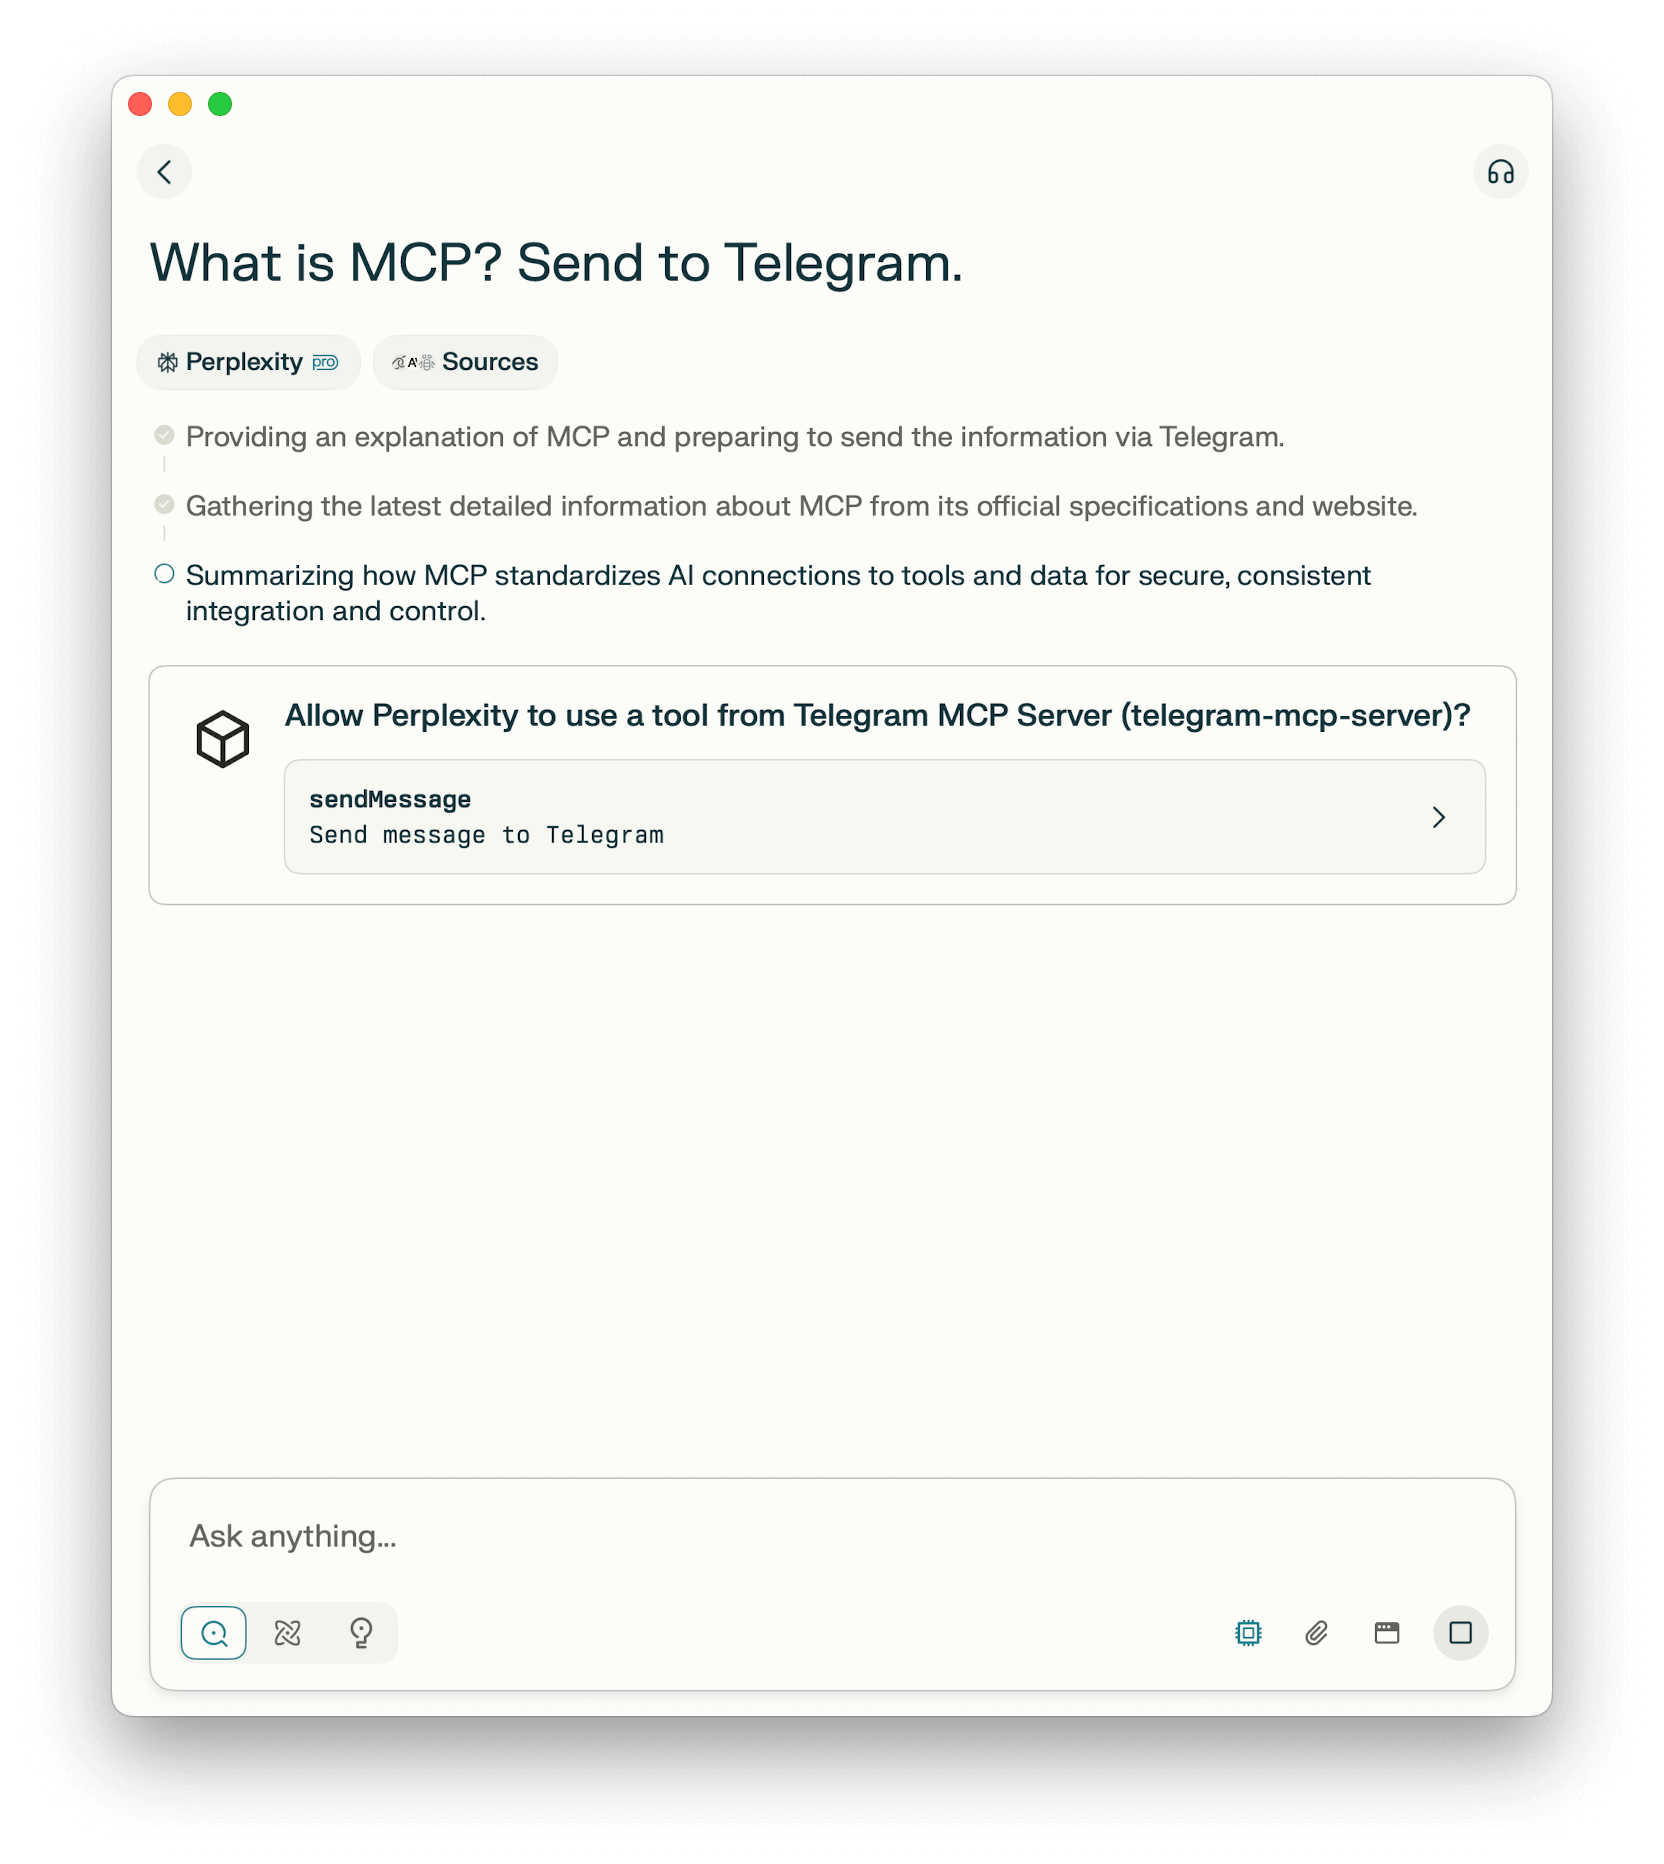 What is MCP? Send to Telegram.
Perplexity pro
Sources
Providing an explanation of MCP and preparing to send the information via Telegram.
Gathering the latest detailed information about MCP from its official specifications and website.
Summarizing how MCP standardizes AI connections to tools and data for secure, consistent
integration and control.
Allow Perplexity to use a tool from Telegram MCP Server (telegram-mcp-server)?
sendMessage
Send message to Telegram
Ask anything...